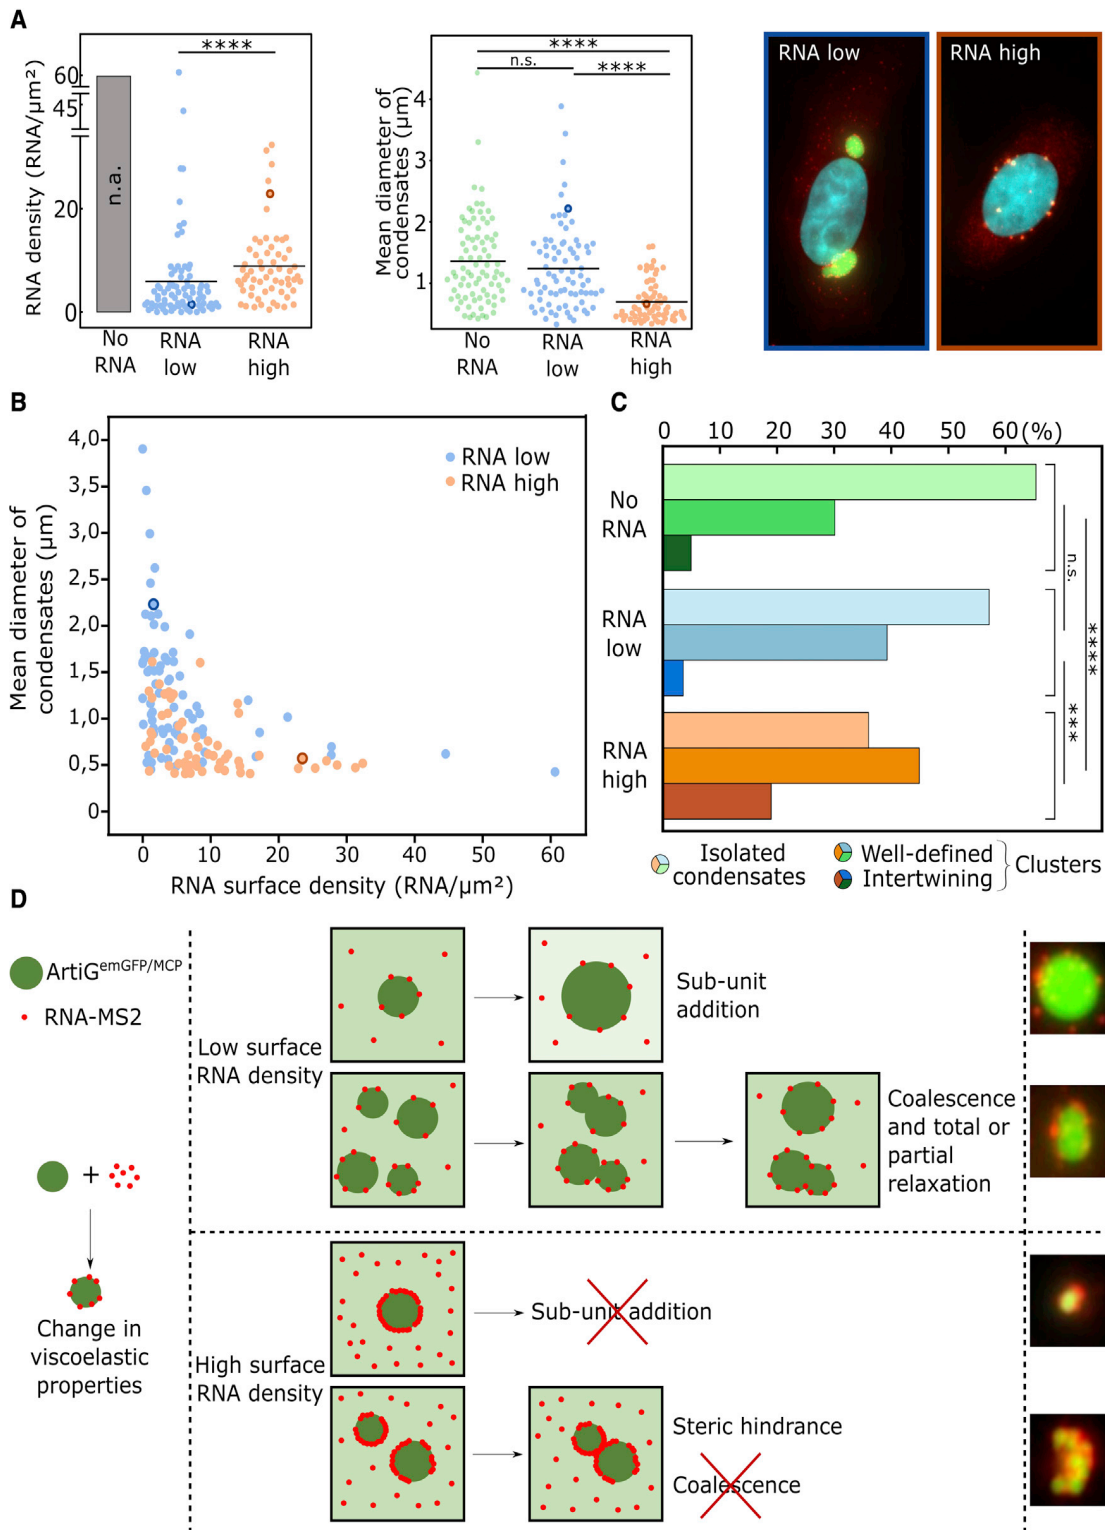 A
RNA density (RNA/µm²)
60
45
20
0
n.a.
****
No
RNA
RNA
low
RNA
high
Mean diameter of
condensates (µm)
4
3
2
1
****
n.s.
****
No
RNA
RNA
low
RNA
high
RNA low
RNA high
B
Mean diameter of
condensates (µm)
4,0
3,5
3,0
2,5
2,0
1,5
1,0
0,5
0
RNA low
RNA high
0
10
20
30
40
50
60
RNA surface density (RNA/µm²)
C
0
10
20
30
40
50
60
(%)
No
RNA
RNA
low
RNA
high
n.s.
****
***
Isolated
condensates
Well-defined
Intertwining
Clusters
D
ArtiG^emGFP/MCP
RNA-MS2
+
Change in
viscoelastic
properties
Low surface
RNA density
Sub-unit
addition
Coalescence
and total or
partial
relaxation
High surface
RNA density
Sub-unit addition
Steric hindrance
Coalescence